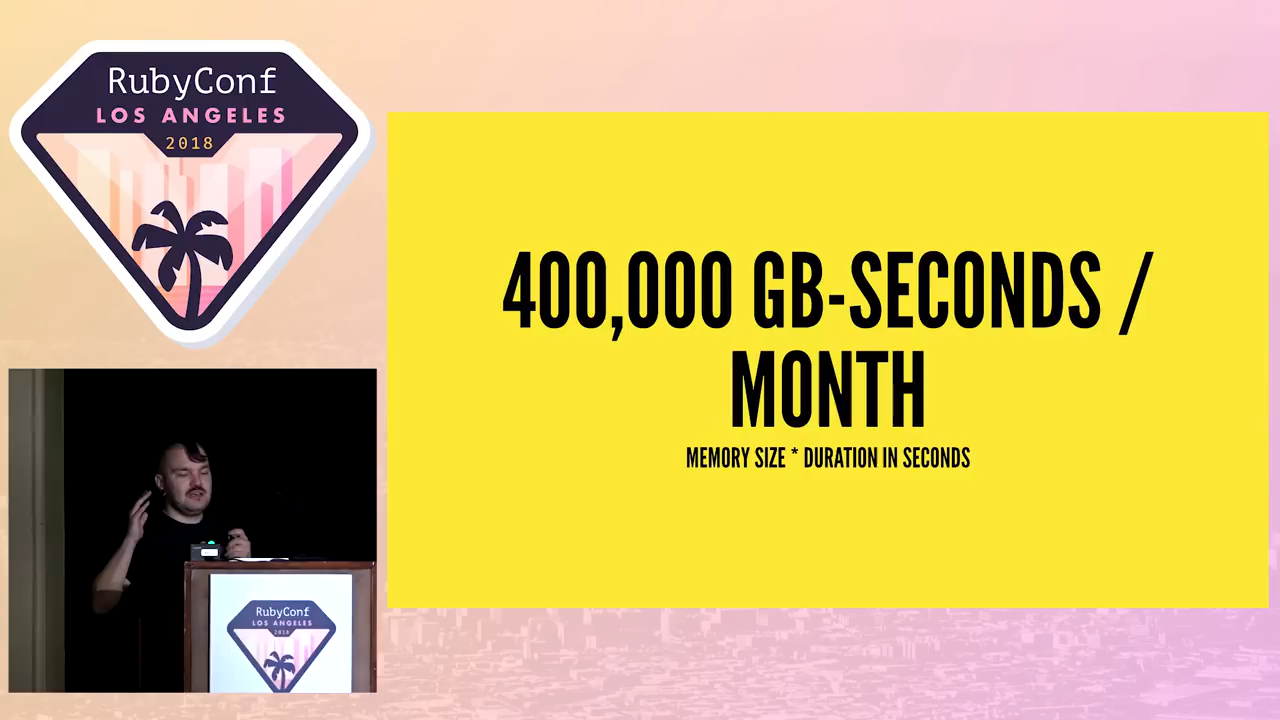 RubyConf
LOS ANGELES
2018
400,000 GB-SECONDS /
MONTH
MEMORY SIZE * DURATION IN SECONDS
RubyConf
LOS ANGELES
2018